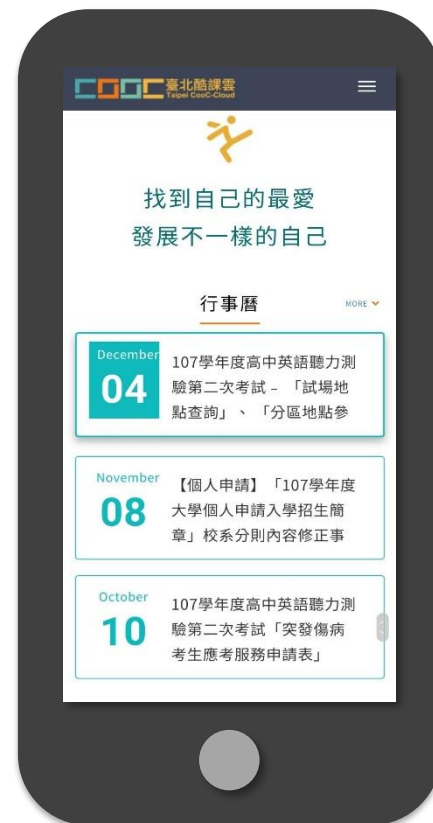 COOC 臺北酷課雲
Taipei CooC-Cloud
找到自己的最愛
發展不一樣的自己
行事曆
MORE
December
04
107學年度高中英語聽力測
驗第二次考試 – 「試場地
點查詢」、「分區地點參
November
08
【個人申請】「107學年度
大學個人申請入學招生簡
章」校系分則內容修正事
October
10
107學年度高中英語聽力測
驗第二次考試「突發傷病
考生應考服務申請表」